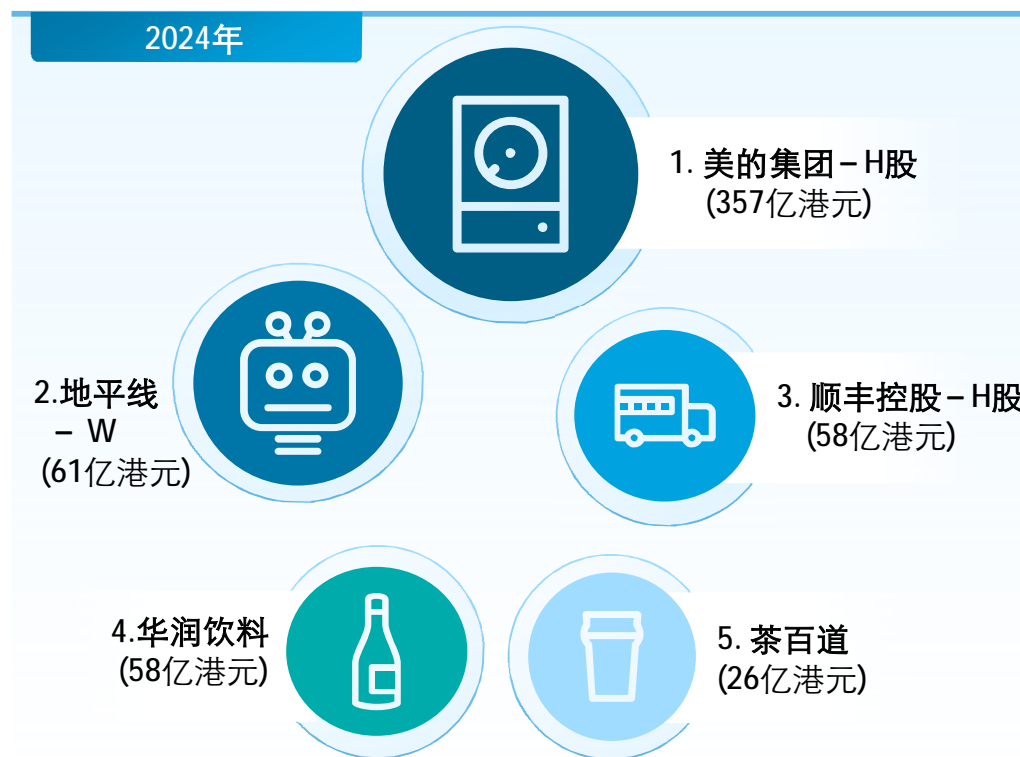 2024年
1. 美的集团 – H股
(357亿港元)
2.地平线
– W
(61亿港元)
3. 顺丰控股 – H股
(58亿港元)
4.华润饮料
(58亿港元)
5. 茶百道
(26亿港元)